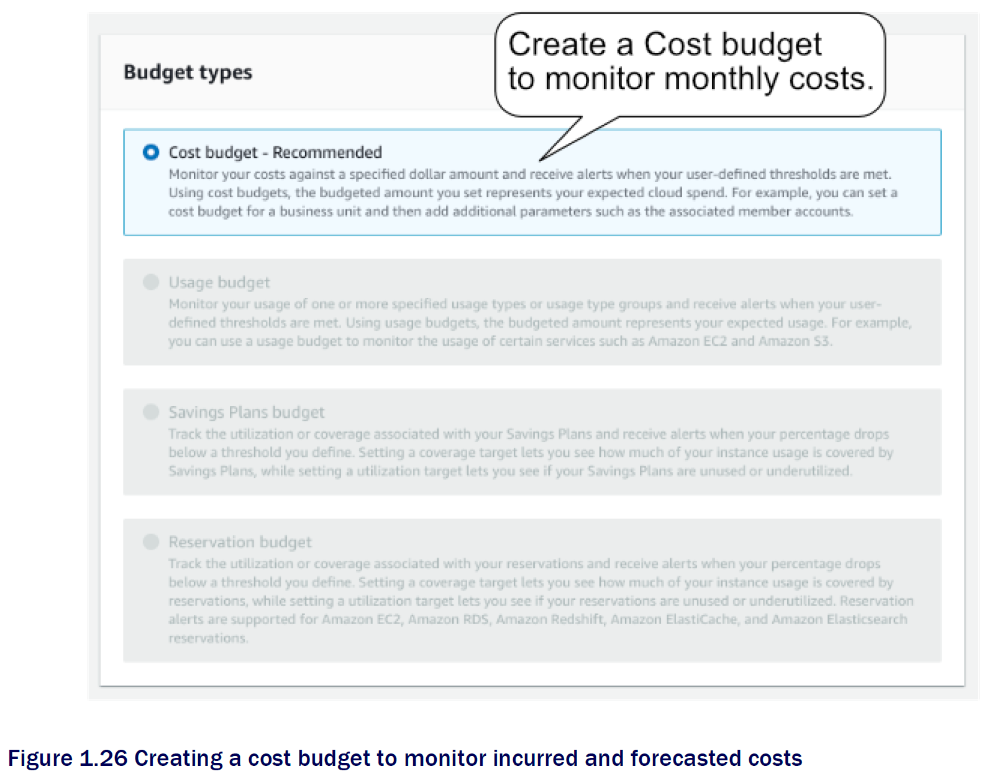 Create a Cost budget
to monitor monthly costs.
Budget types
Cost budget - Recommended
Monitor your costs against a specified dollar amount and receive alerts when your user-defined thresholds are met.
Using cost budgets, the budgeted amount you set represents your expected cloud spend. For example, you can set a
cost budget for a business unit and then add additional parameters such as the associated member accounts.
Usage budget
Monitor your usage of one or more specified usage types or usage type groups and receive alerts when your user-
defined thresholds are met. Using usage budgets, the budgeted amount represents your expected usage. For example,
you can use a usage budget to monitor the usage of certain services such as Amazon EC2 and Amazon S3.
Savings Plans budget
Track the utilization or coverage associated with your Savings Plans and receive alerts when your percentage drops
below a threshold you define. Setting a coverage target lets you see how much of your instance usage is covered by
Savings Plans, while setting a utilization target lets you see if your Savings Plans are unused or underutilized.
Reservation budget
Track the utilization or coverage associated with your reservations and receive alerts when your percentage drops
below a threshold you define. Setting a coverage target lets you see how much of your instance usage is covered by
reservations, while setting a utilization target lets you see if your reservations are unused or underutilized. Reservation
alerts are supported for Amazon EC2, Amazon RDS, Amazon Redshift, Amazon ElastiCache, and Amazon Elasticsearch
reservations.
Figure 1.26 Creating a cost budget to monitor incurred and forecasted costs